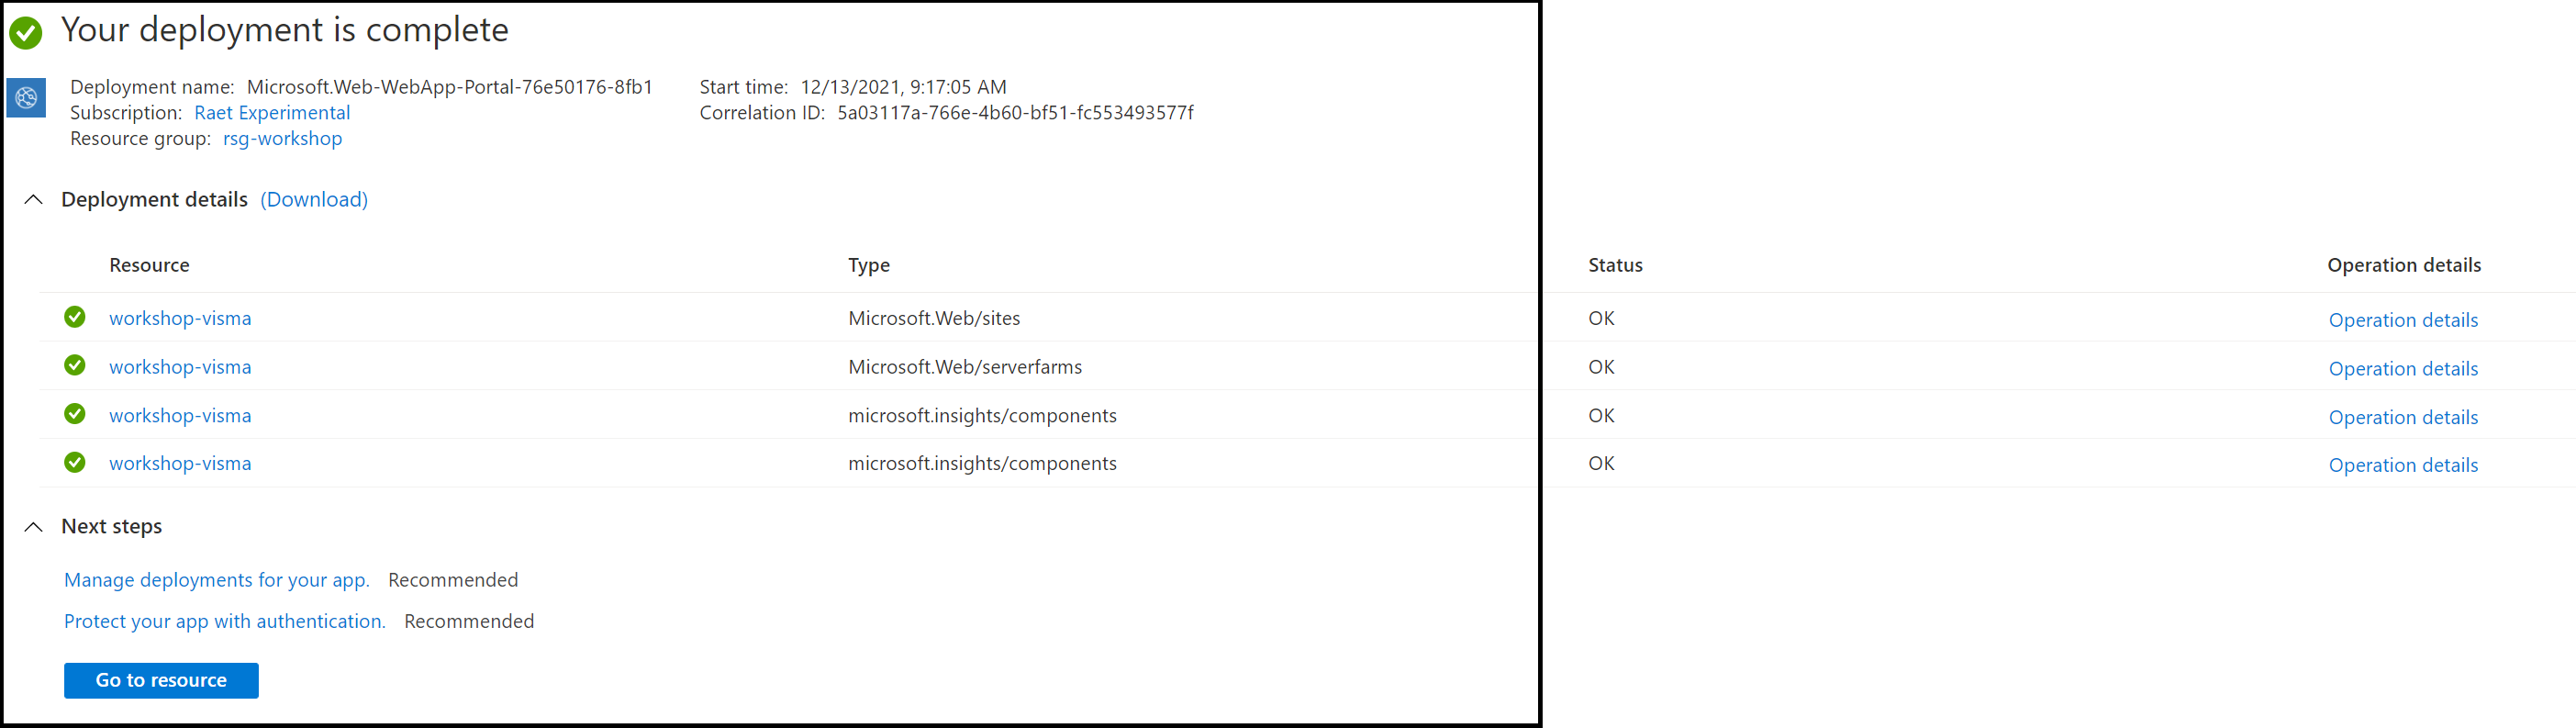 Your deployment is complete
Deployment name: Microsoft.Web-WebApp-Portal-76e50176-8fb1 Start time: 12/13/2021, 9:17:05 AM
Subscription: Raet Experimental Correlation ID: 5a03117a-766e-4b60-bf51-fc553493577f
Resource group: rsg-workshop
Deployment details (Download)
Resource Type Status Operation details
workshop-visma Microsoft.Web/sites OK Operation details
workshop-visma Microsoft.Web/serverfarms OK Operation details
workshop-visma microsoft.insights/components OK Operation details
workshop-visma microsoft.insights/components OK Operation details
Next steps
Manage deployments for your app. Recommended
Protect your app with authentication. Recommended
Go to resource